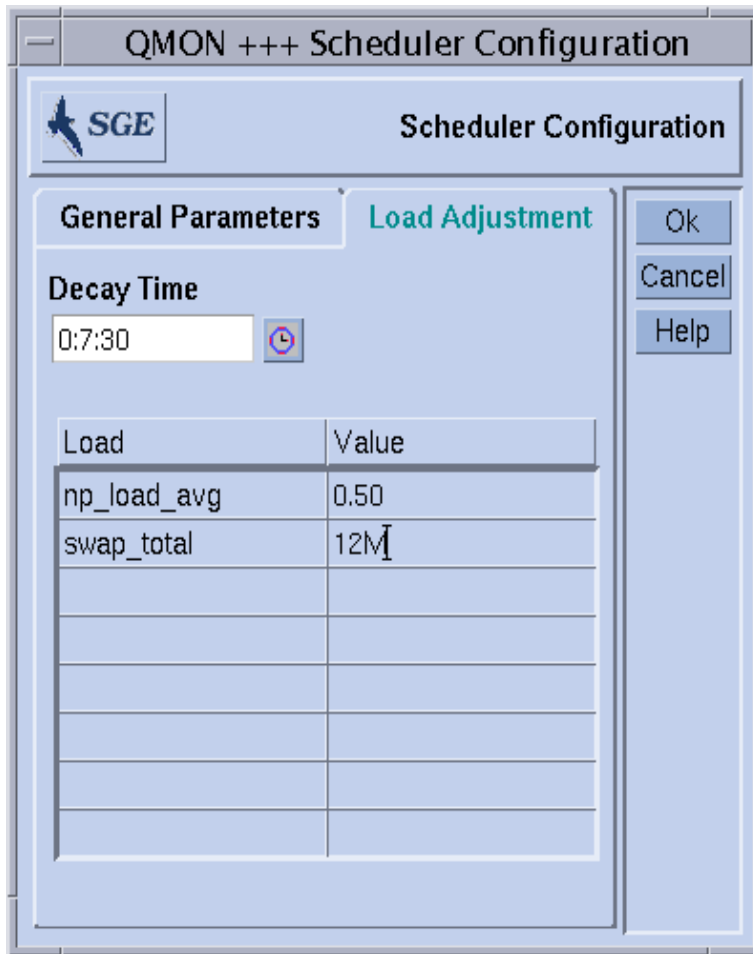 QMON +++ Scheduler Configuration
SGE
Scheduler Configuration
General Parameters Load Adjustment
Ok
Cancel
Help
Decay Time
0:7:30
Load Value
np_load_avg 0.50
swap_total 12M